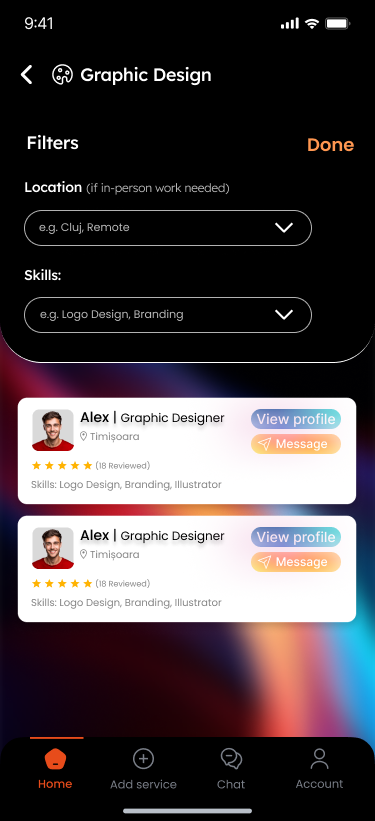 9:41
Graphic Design
Filters
Done
Location (if in-person work needed)
e.g. Cluj, Remote
Skills:
e.g. Logo Design, Branding
Alex | Graphic Designer
View profile
Timișoara
Message
(18 Reviewed)
Skills: Logo Design, Branding, Illustrator
Alex | Graphic Designer
View profile
Timișoara
Message
(18 Reviewed)
Skills: Logo Design, Branding, Illustrator
Home
Add service
Chat
Account